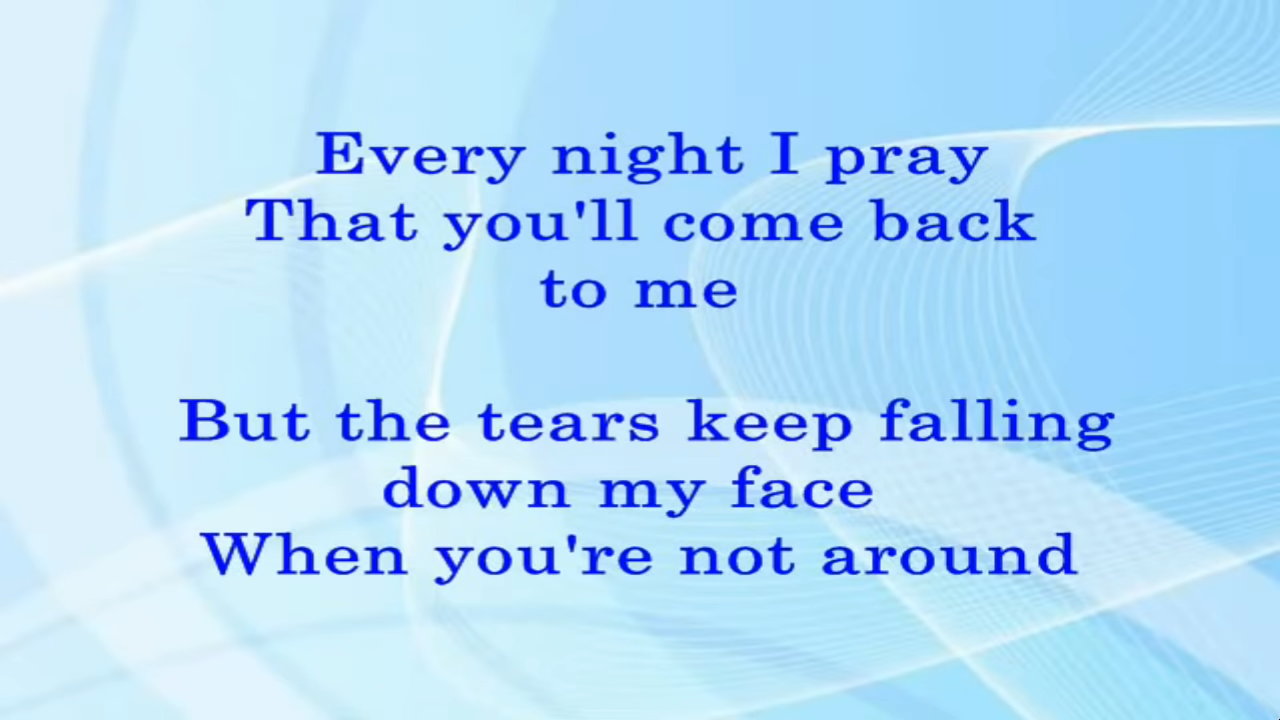 Every night I pray
That you'll come back
to me
But the tears keep falling
down my face
When you're not around